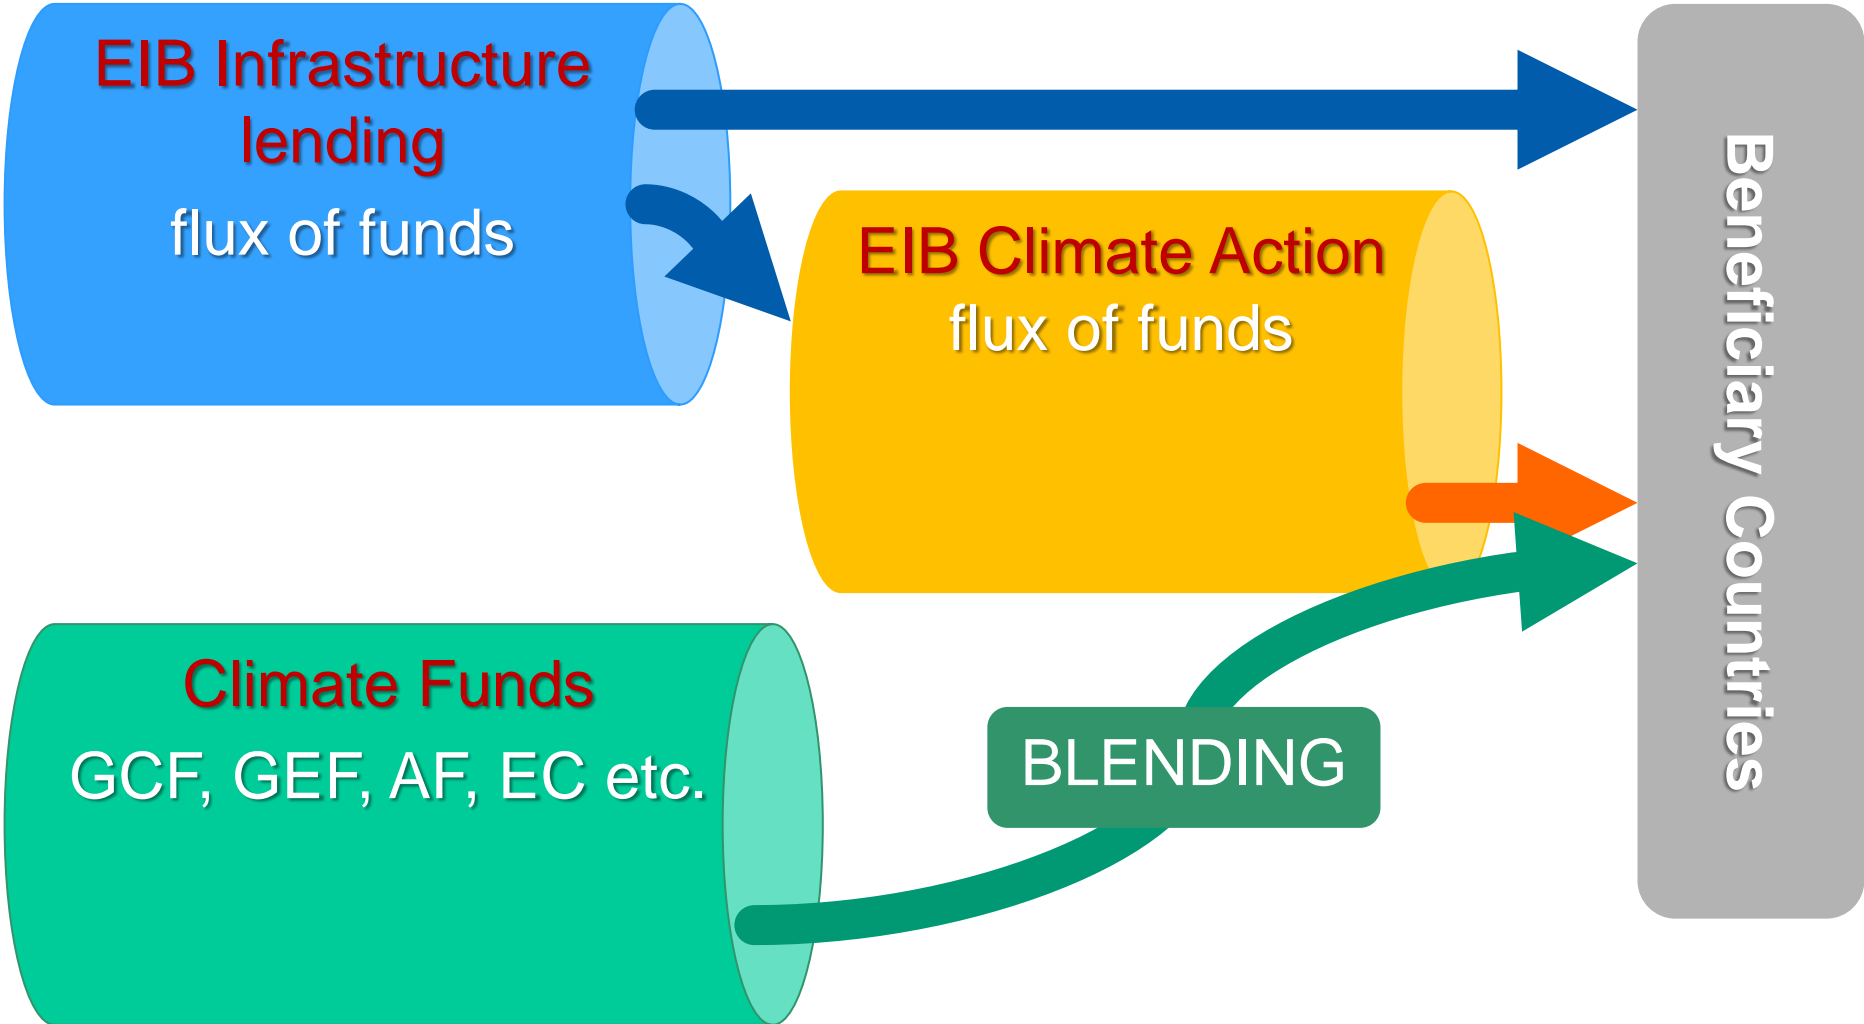 EIB Infrastructure
lending
flux of funds
EIB Climate Action
flux of funds
Climate Funds
GCF, GEF, AF, EC etc.
BLENDING
Beneficiary Countries